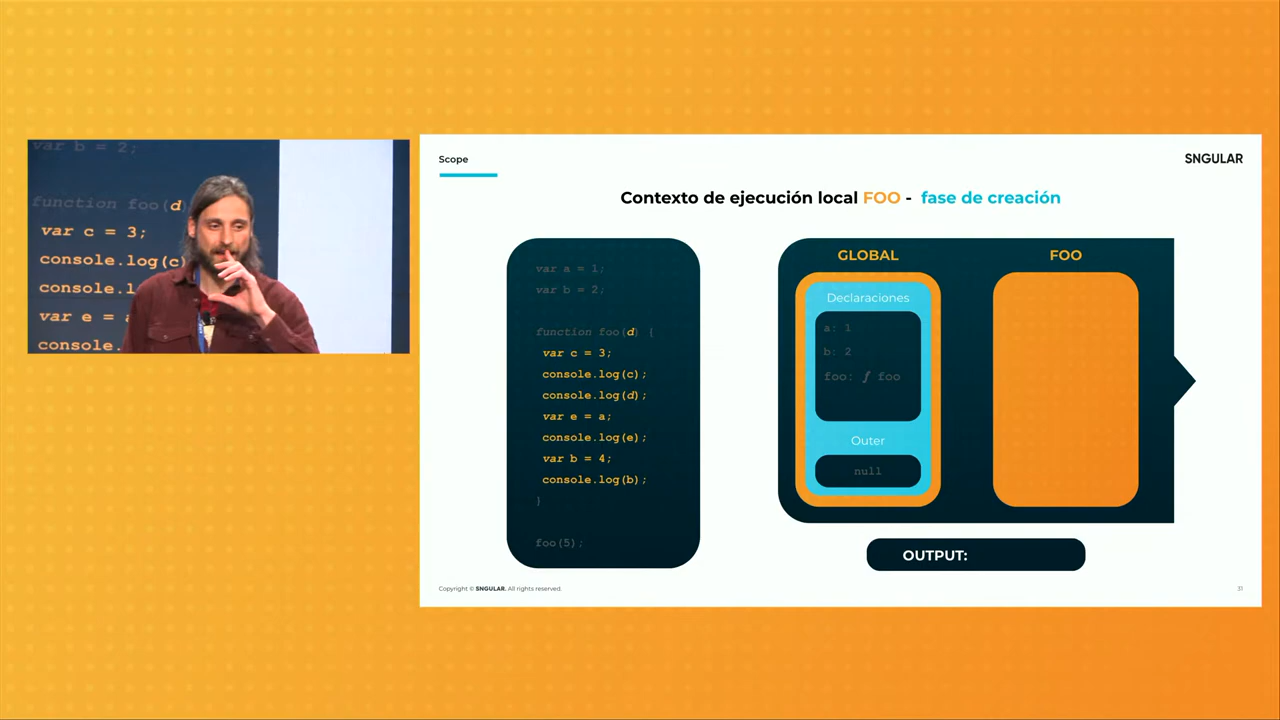 var b = 2;
function foo(d)
var c = 3;
console.log(c)
console.l
var e = a
console.
Scope
SNGULAR
Contexto de ejecución local FOO - fase de creación
var a = 1;
var b = 2;
function foo(d) {
var c = 3;
console.log(c);
console.log(d);
var e = a;
console.log(e);
var b = 4;
console.log(b);
}
foo(5);
GLOBAL
Declaraciones
a: 1
b: 2
foo: ƒ foo
Outer
null
FOO
OUTPUT:
Copyright © SNGULAR. All rights reserved.
31